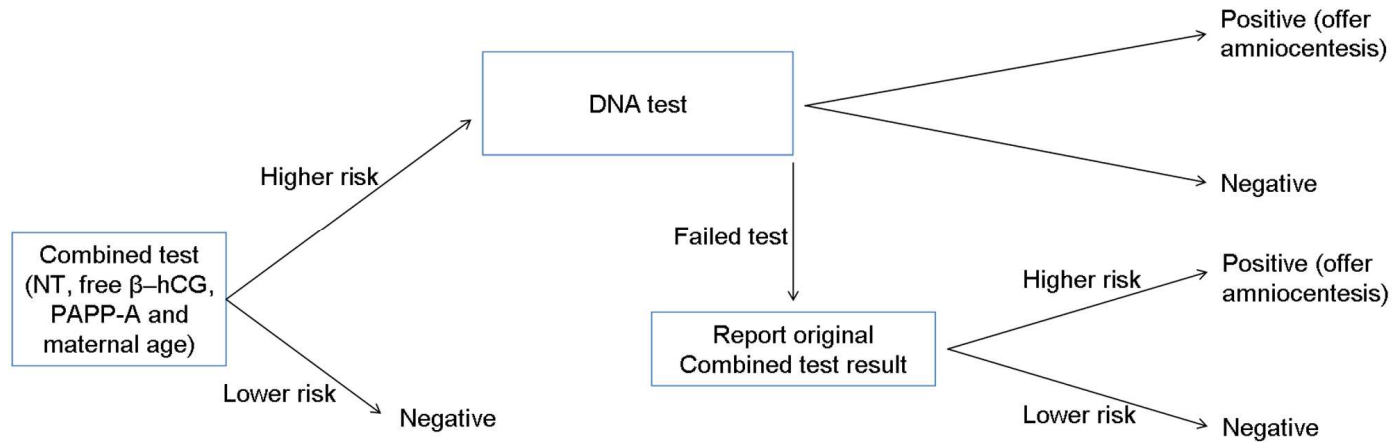 Positive (offer
amniocentesis)
DNA test
Higher risk
Negative
Combined test
(NT, free β–hCG,
PAPP-A and
maternal age)
Failed test
Higher risk
Positive (offer
amniocentesis)
Report original
Combined test result
Lower risk
Negative
Lower risk
Negative